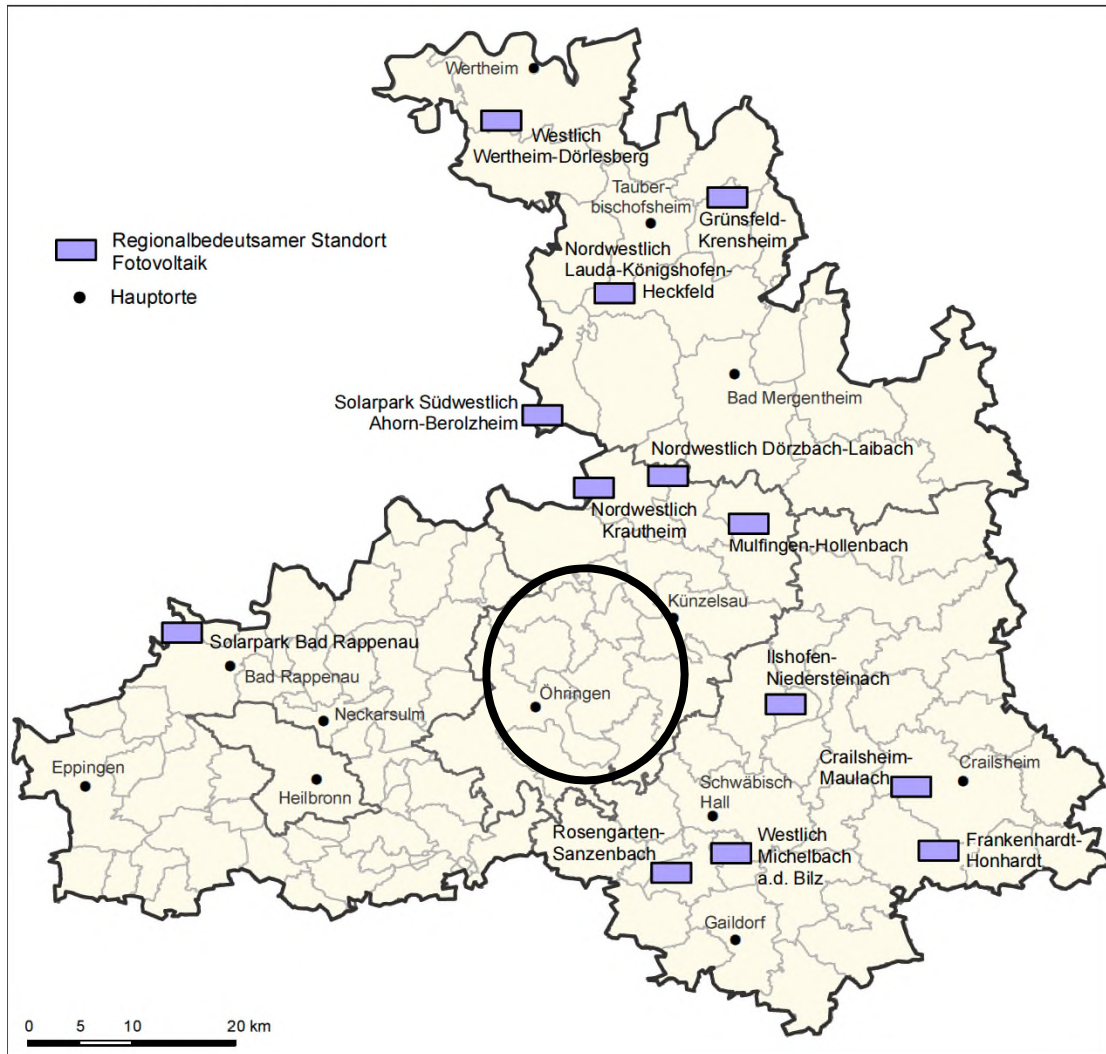 Wertheim
Westlich
Wertheim-Dörlesberg
Tauber-
bischofsheim
Grünsfeld-
Krensheim
Regionalbedeutsamer Standort
Fotovoltaik
Hauptorte
Nordwestlich
Lauda-Königshofen-
Heckfeld
Bad Mergentheim
Solarpark Südwestlich
Ahorn-Berolzheim
Nordwestlich Dörzbach-Laibach
Nordwestlich
Krautheim
Mulfingen-Hollenbach
Künzelsau
Solarpark Bad Rappenau
Bad Rappenau
Ilshofen-
Niedersteinach
Öhringen
Neckarsulm
Eppingen
Heilbronn
Crailsheim-
Maulach
Crailsheim
Schwäbisch
Hall
Rosengarten-
Sanzenbach
Westlich
Michelbach
a.d. Bilz
Frankenhardt-
Honhardt
Gaildorf
0 5 10 20 km